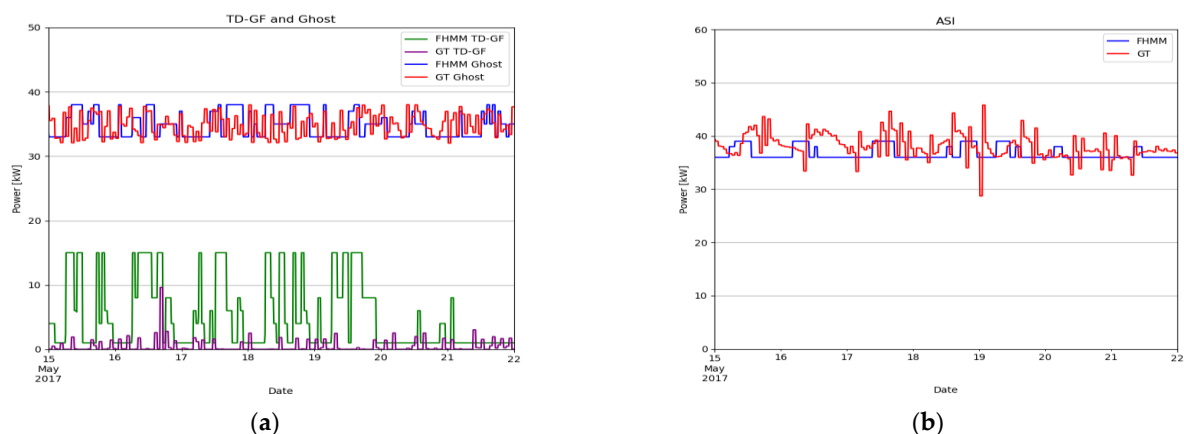 TD-GF and Ghost
50
40
30
20
10
0
Power [kW]
FHMM TD-GF
GT TD-GF
FHMM Ghost
GT Ghost
15 16 17 18 19 20 21 22
May
2017
Date
(a)
ASI
60
50
40
30
20
10
0
Power [kW]
FHMM
GT
15 16 17 18 19 20 21 22
May
2017
Date
(b)